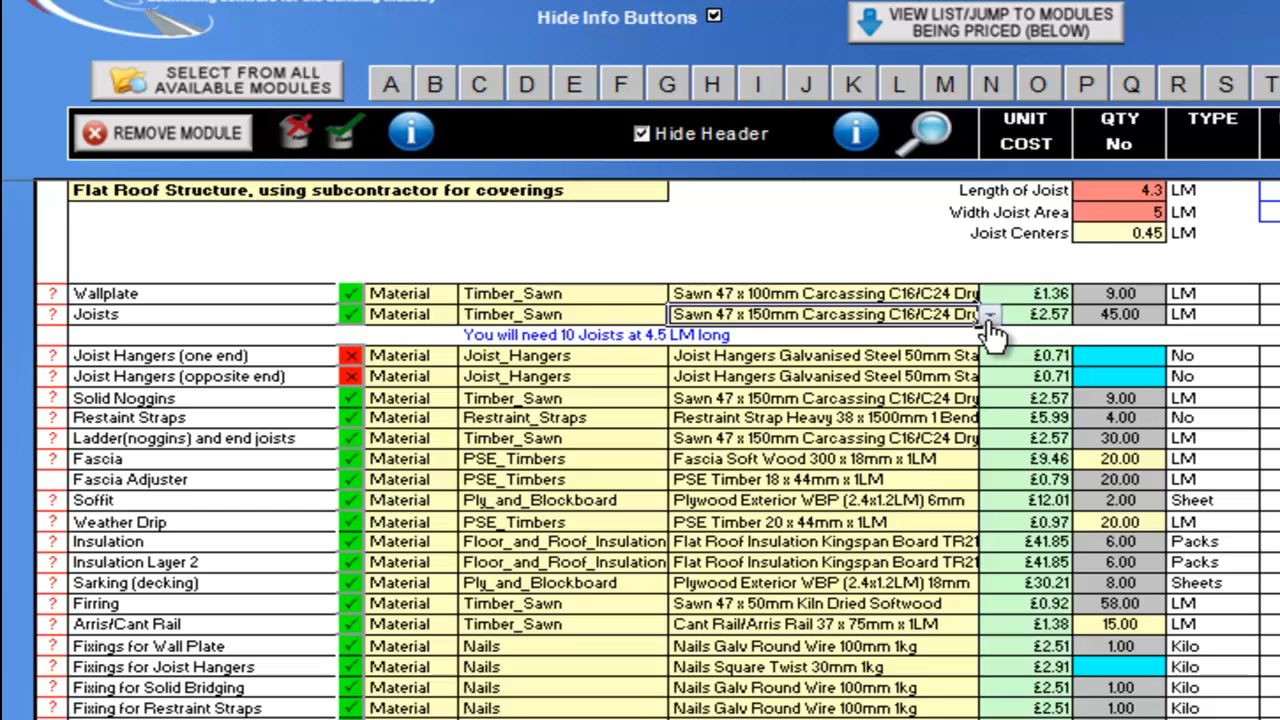 Hide Info Buttons
VIEW LIST/JUMP TO MODULES
BEING PRICED (BELOW)
SELECT FROM ALL
AVAILABLE MODULES
A B C D E F G H I J K L M N O P Q R S T
REMOVE MODULE
Hide Header
UNIT COST
QTY No
TYPE
Flat Roof Structure, using subcontractor for coverings
Length of Joist 4.3 LM
Width Joist Area 5 LM
Joist Centers 0.45 LM
? Wallplate Material Timber_Sawn Sawn 47 x 100mm Carcassing C16/C24 Dry £1.36 9.00 LM
? Joists Material Timber_Sawn Sawn 47 x 150mm Carcassing C16/C24 Dry £2.57 45.00 LM
You will need 10 Joists at 4.5 LM long
? Joist Hangers (one end) Material Joist_Hangers Joist Hangers Galvanised Steel 50mm Sta £0.71 No
? Joist Hangers (opposite end) Material Joist_Hangers Joist Hangers Galvanised Steel 50mm Sta £0.71 No
? Solid Noggins Material Timber_Sawn Sawn 47 x 150mm Carcassing C16/C24 Dry £2.57 9.00 LM
? Restraint Straps Material Restraint_Straps Restraint Strap Heavy 38 x 1500mm 1 Bend £5.99 4.00 No
? Ladder(noggins) and end joists Material Timber_Sawn Sawn 47 x 150mm Carcassing C16/C24 Dry £2.57 30.00 LM
? Fascia Material PSE_Timbers Fascia Soft Wood 300 x 18mm x 1LM £9.46 20.00 LM
Fascia Adjuster Material PSE_Timbers PSE Timber 18 x 44mm x 1LM £0.79 20.00 LM
? Soffit Material Ply_and_Blockboard Plywood Exterior WBP (2.4x1.2LM) 6mm £12.01 2.00 Sheet
? Weather Drip Material PSE_Timbers PSE Timber 20 x 44mm x 1LM £0.97 20.00 LM
? Insulation Material Floor_and_Roof_Insulation Flat Roof Insulation Kingspan Board TR21 £41.85 6.00 Packs
? Insulation Layer 2 Material Floor_and_Roof_Insulation Flat Roof Insulation Kingspan Board TR21 £41.85 6.00 Packs
? Sarking (decking) Material Ply_and_Blockboard Plywood Exterior WBP (2.4x1.2LM) 18mm £30.21 8.00 Sheets
? Firring Material Timber_Sawn Sawn 47 x 50mm Kiln Dried Softwood £0.92 58.00 LM
? Arris/Cant Rail Material Timber_Sawn Cant Rail/Arris Rail 37 x 75mm x 1LM £1.38 15.00 LM
? Fixings for Wall Plate Material Nails Nails Galv Round Wire 100mm 1kg £2.51 1.00 Kilo
? Fixings for Joist Hangers Material Nails Nails Square Twist 30mm 1kg £2.91 Kilo
? Fixing for Solid Bridging Material Nails Nails Galv Round Wire 100mm 1kg £2.51 1.00 Kilo
? Fixing for Restraint Straps Material Nails Nails Galv Round Wire 100mm 1kg £2.51 1.00 Kilo